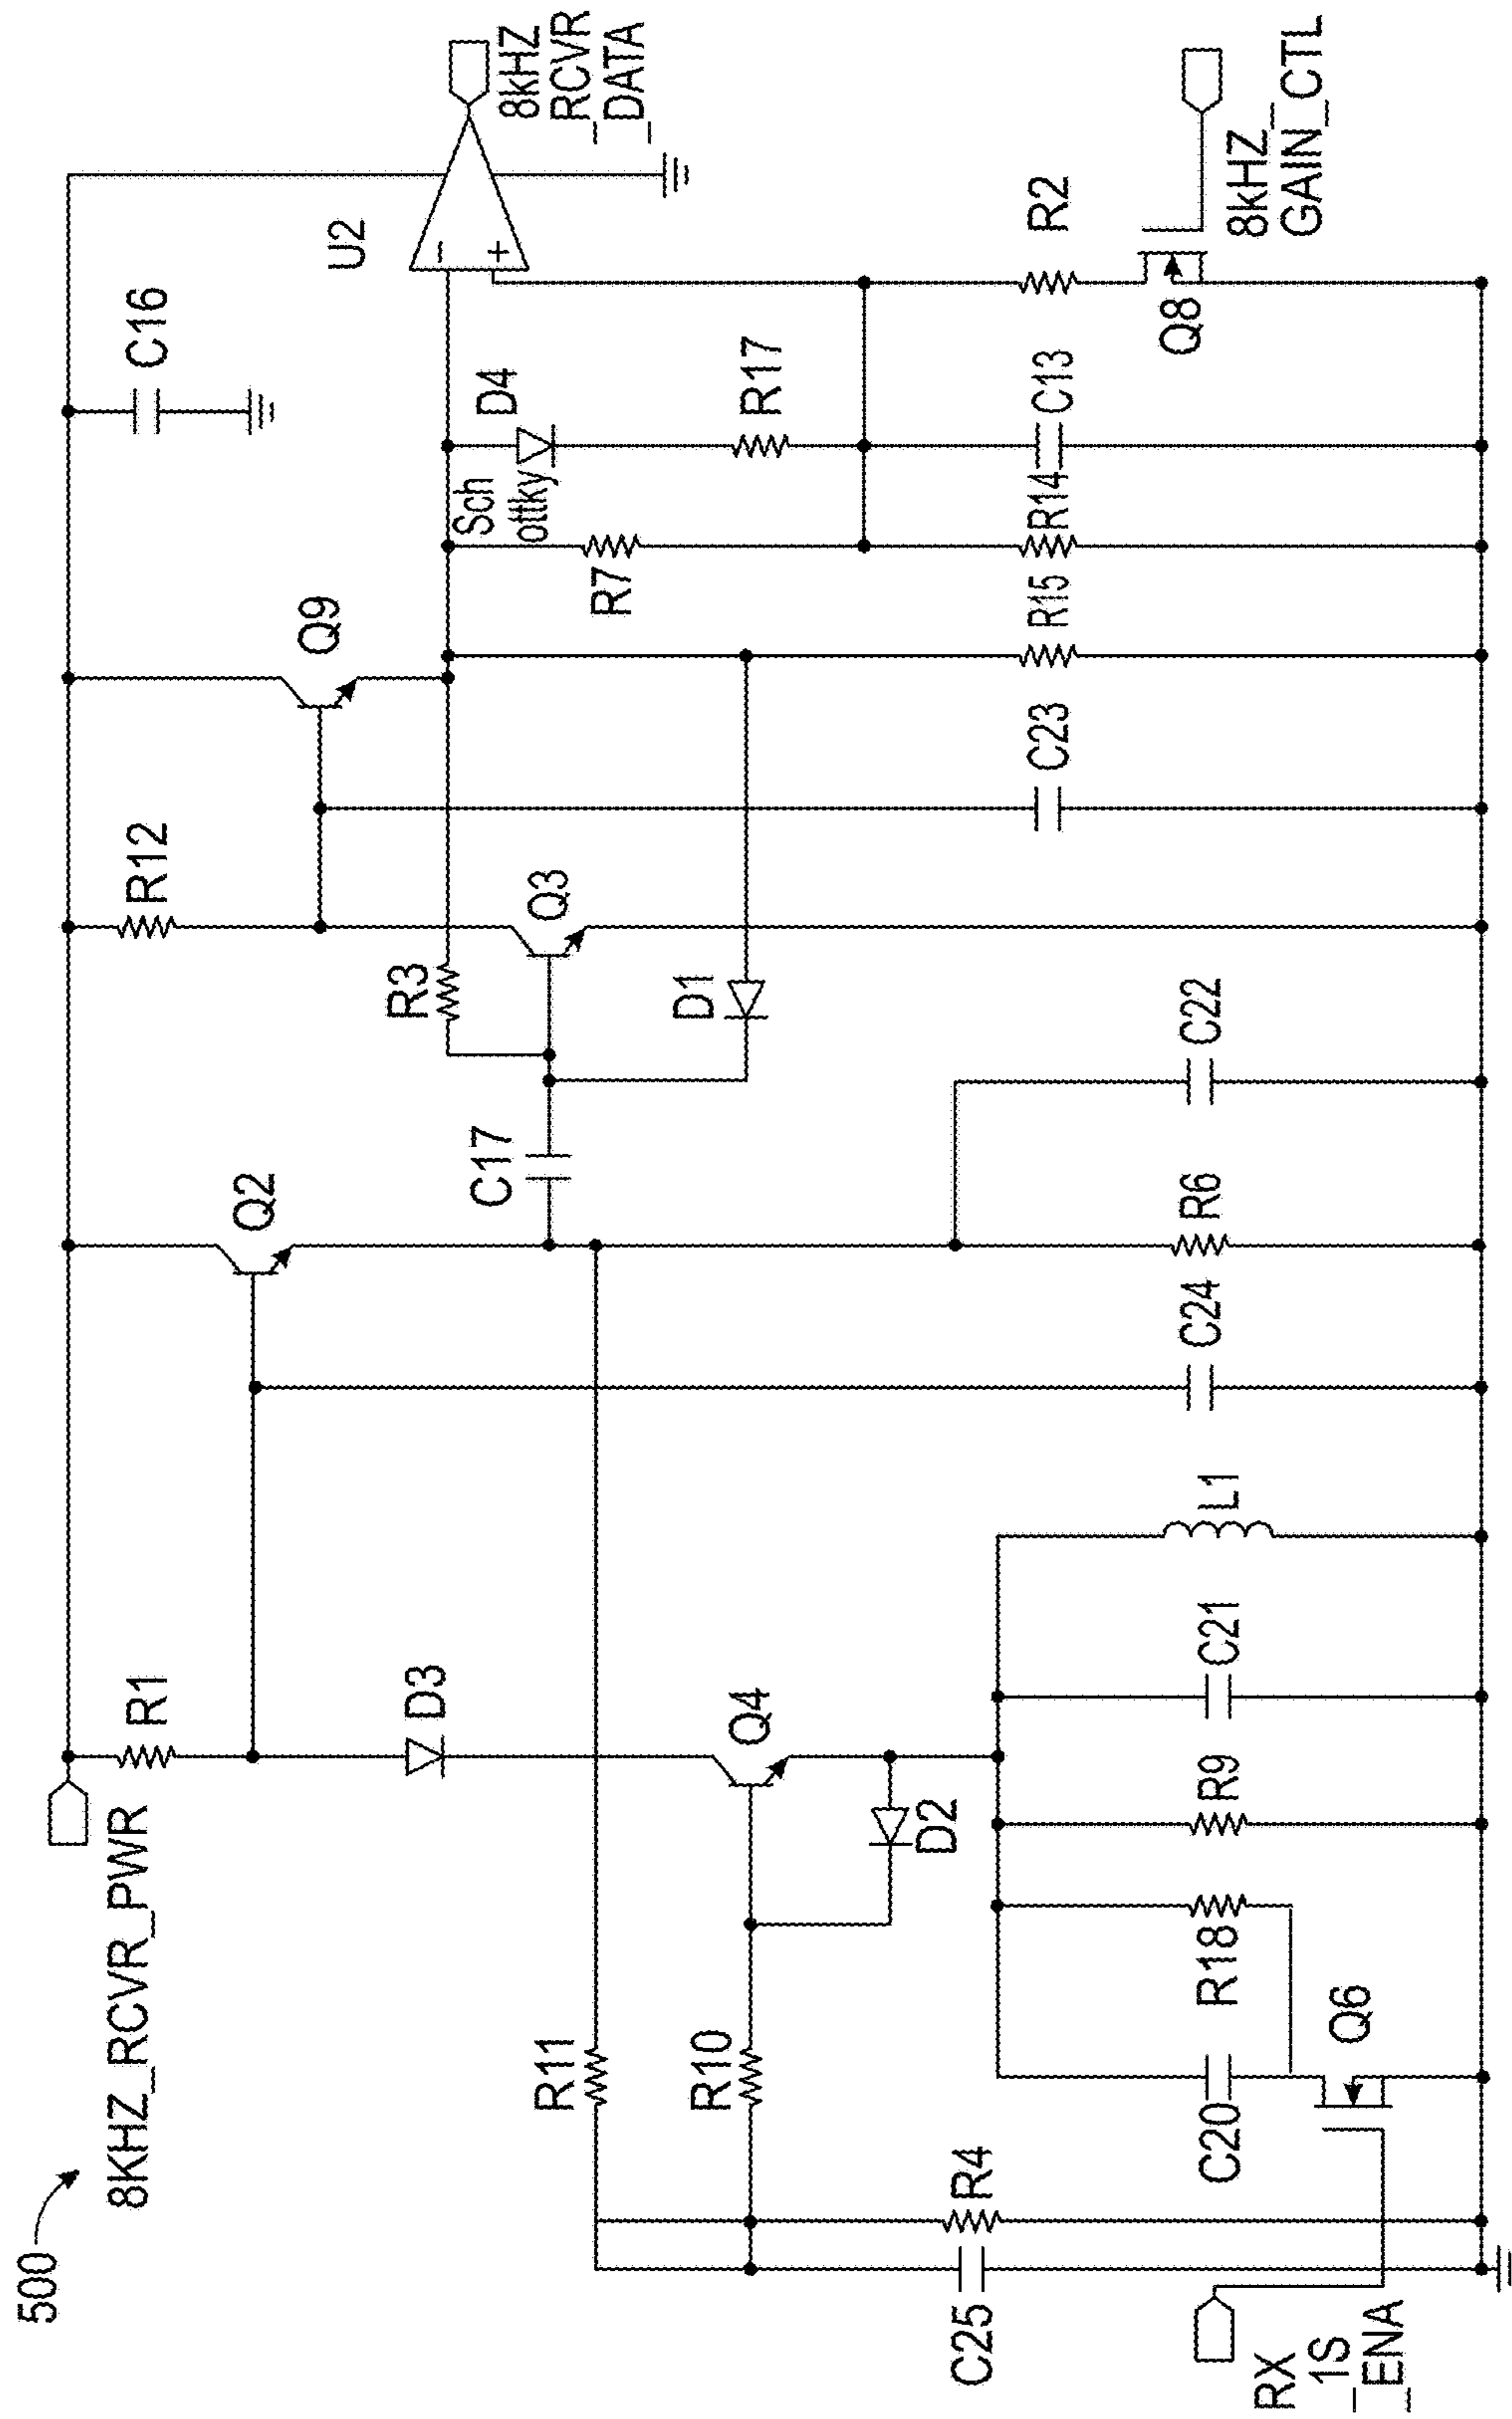 500
8KHZ_RCVR_PWR
R1
Q2
R12
Q9
C16
U2
8kHZ
_RCVR
_DATA
D3
C17
R3
Q3
Sch
ottky
D4
−
+
R11
R10
Q4
D2
D1
R7
R17
R2
C25
R4
C20
R18
R9
C21
L1
C24
R6
C22
C23
R15
R14
C13
Q8
8kHZ_
GAIN_CTL
Q6
RX
_1S
_ENA